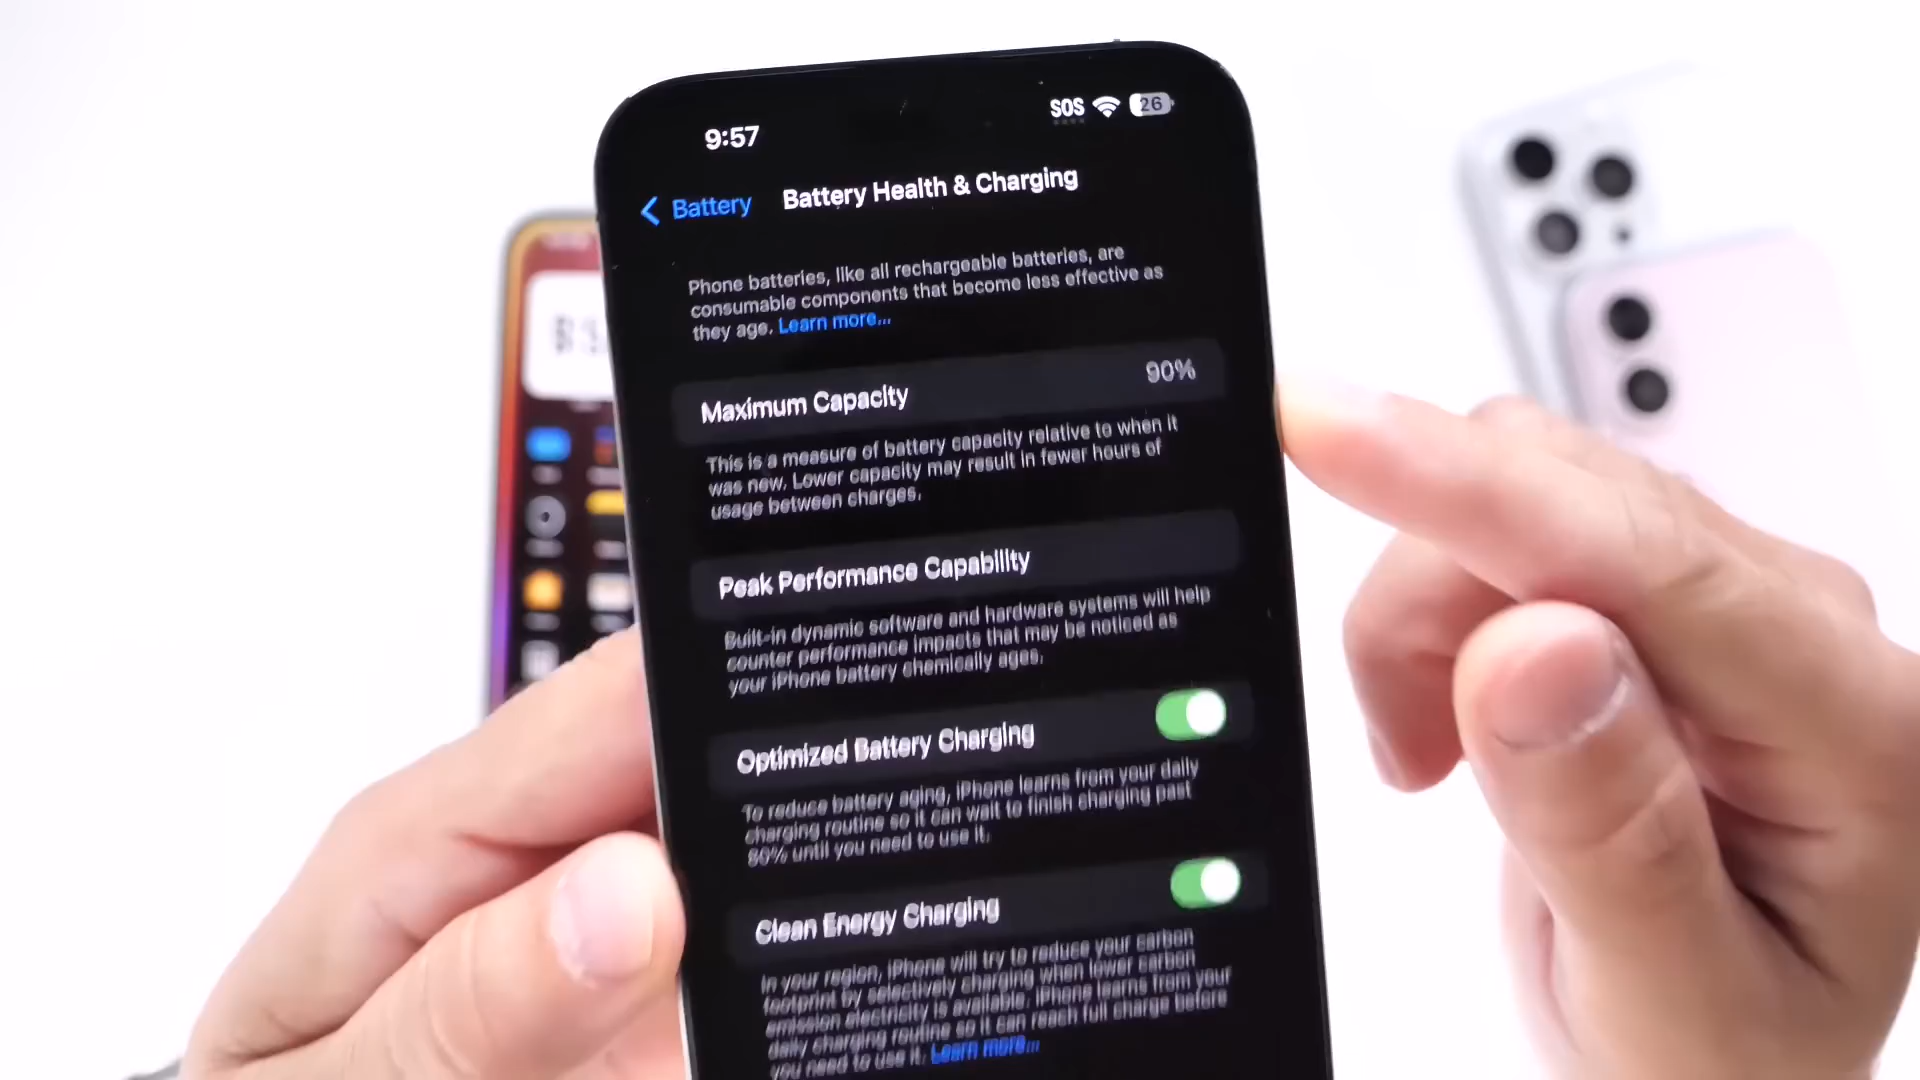 9:57
SOS 26
Battery
Battery Health & Charging
Phone batteries, like all rechargeable batteries, are
consumable components that become less effective as
they age. Learn more...
Maximum Capacity 90%
This is a measure of battery capacity relative to when it
was new. Lower capacity may result in fewer hours of
usage between charges.
Peak Performance Capability
Built-in dynamic software and hardware systems will help
counter performance impacts that may be noticed as
your iPhone battery chemically ages.
Optimized Battery Charging
To reduce battery aging, iPhone learns from your daily
charging routine so it can wait to finish charging past
80% until you need to use it.
Clean Energy Charging
In your region, iPhone will try to reduce your carbon
footprint by selectively charging when lower carbon
emission electricity is available. iPhone learns from your
daily charging routine so it can reach full charge before
you need to use it. Learn more...